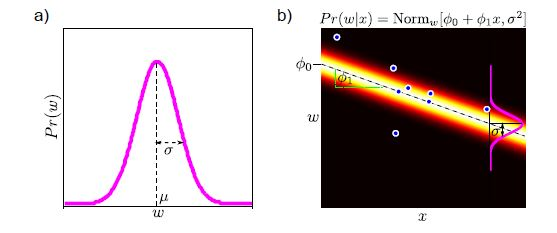 a)
Pr(w)
σ
μ
w
b)
Pr(w|x) = Norm_w[ϕ₀ + ϕ₁x, σ²]
ϕ₀
ϕ₁
w
σ
x